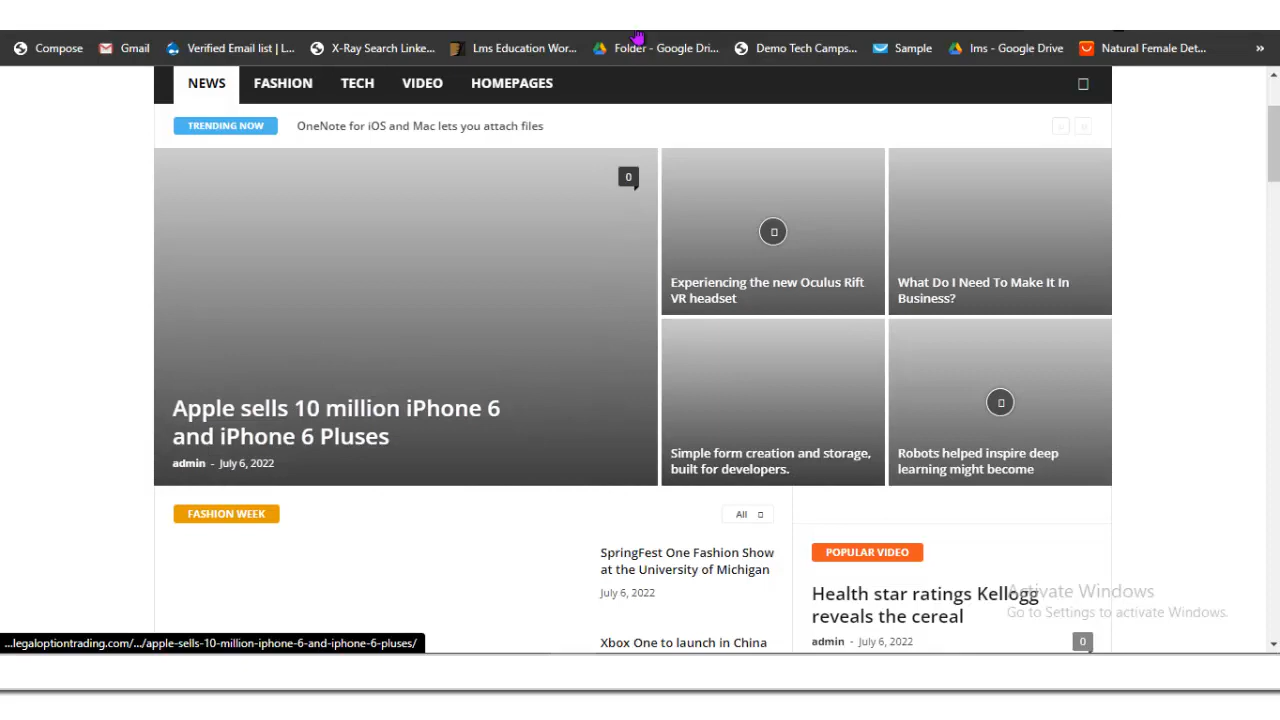 Compose Gmail Verified Email list | L... X-Ray Search Linke... Lms Education Wor... Folder - Google Dri... Demo Tech Camps... Sample lms - Google Drive Natural Female Det... »
NEWS FASHION TECH VIDEO HOMEPAGES
TRENDING NOW OneNote for iOS and Mac lets you attach files
0
Experiencing the new Oculus Rift
VR headset
What Do I Need To Make It In
Business?
Apple sells 10 million iPhone 6
and iPhone 6 Pluses
admin - July 6, 2022
Simple form creation and storage,
built for developers.
Robots helped inspire deep
learning might become
FASHION WEEK All
SpringFest One Fashion Show
at the University of Michigan
July 6, 2022
Xbox One to launch in China
POPULAR VIDEO
Health star ratings Kellogg
reveals the cereal
admin - July 6, 2022 0
Activate Windows
Go to Settings to activate Windows.
...legaloptiontrading.com/.../apple-sells-10-million-iphone-6-and-iphone-6-pluses/